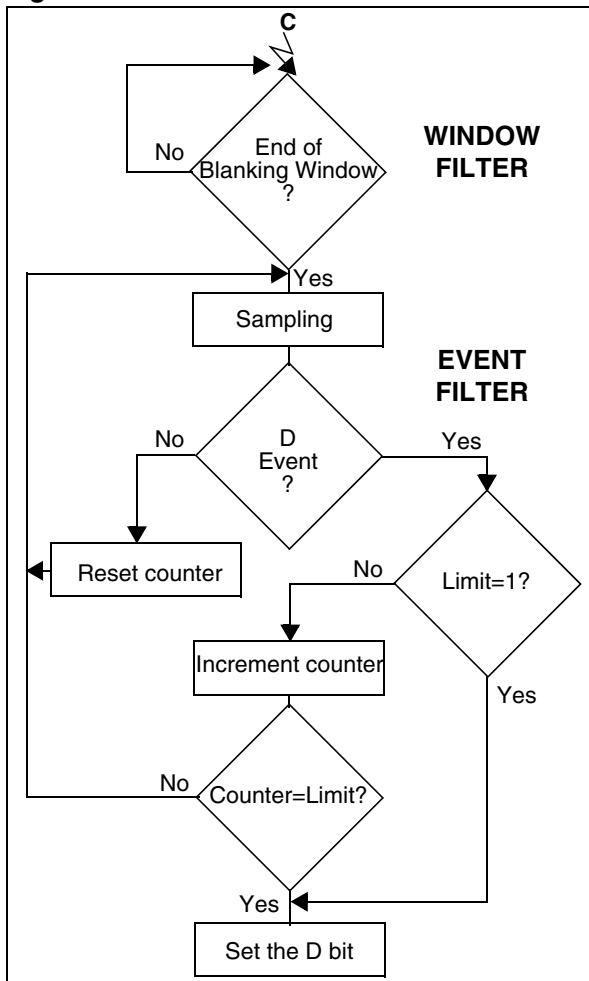 C
End of
Blanking Window
?
No
WINDOW
FILTER
Yes
Sampling
EVENT
FILTER
D
Event
?
No
Yes
Reset counter
Limit=1?
No
Increment counter
Yes
Counter=Limit?
No
Yes
Set the D bit